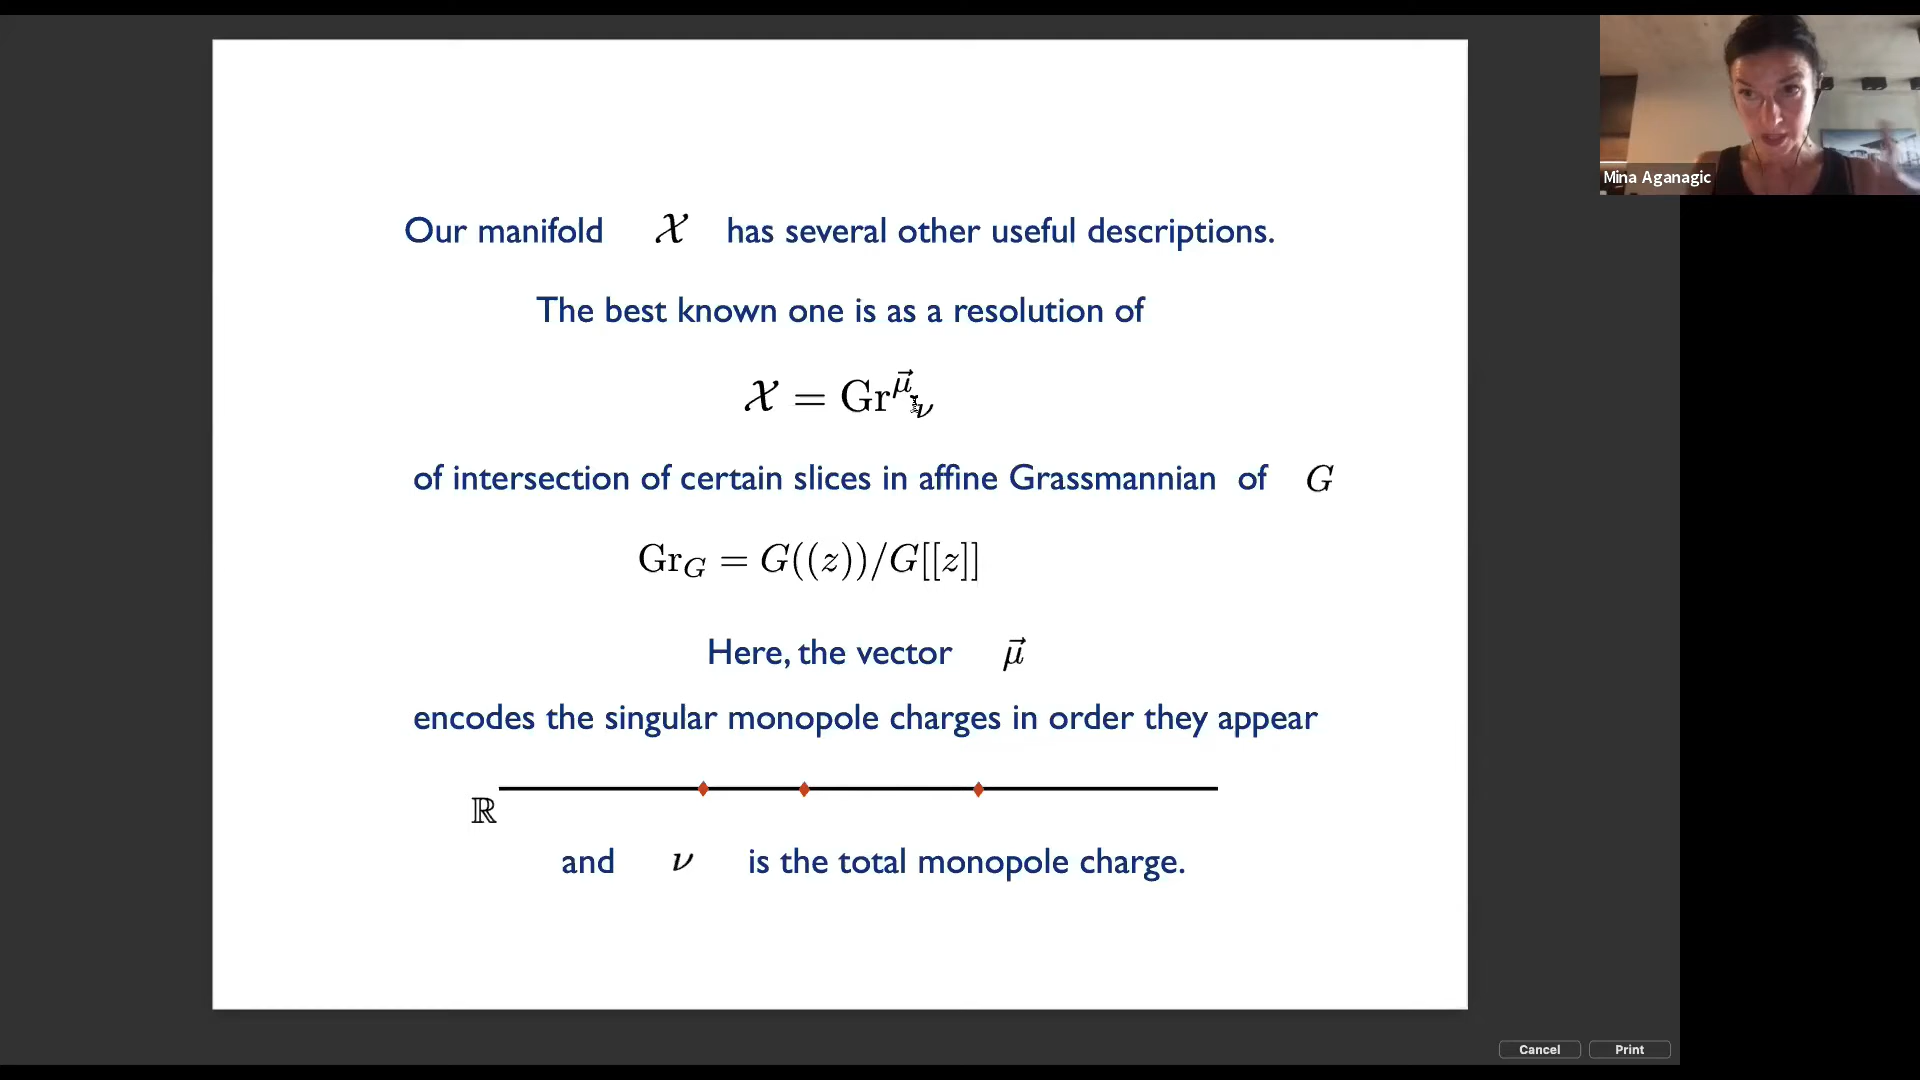 Our manifold 𝒳 has several other useful descriptions.
The best known one is as a resolution of
𝒳 = Gr^{\vec{μ}}_ν
of intersection of certain slices in affine Grassmannian of G
Gr_G = G((z))/G[[z]]
Here, the vector \vec{μ}
encodes the singular monopole charges in order they appear
ℝ
and ν is the total monopole charge.
Mina Aganagic
Cancel Print